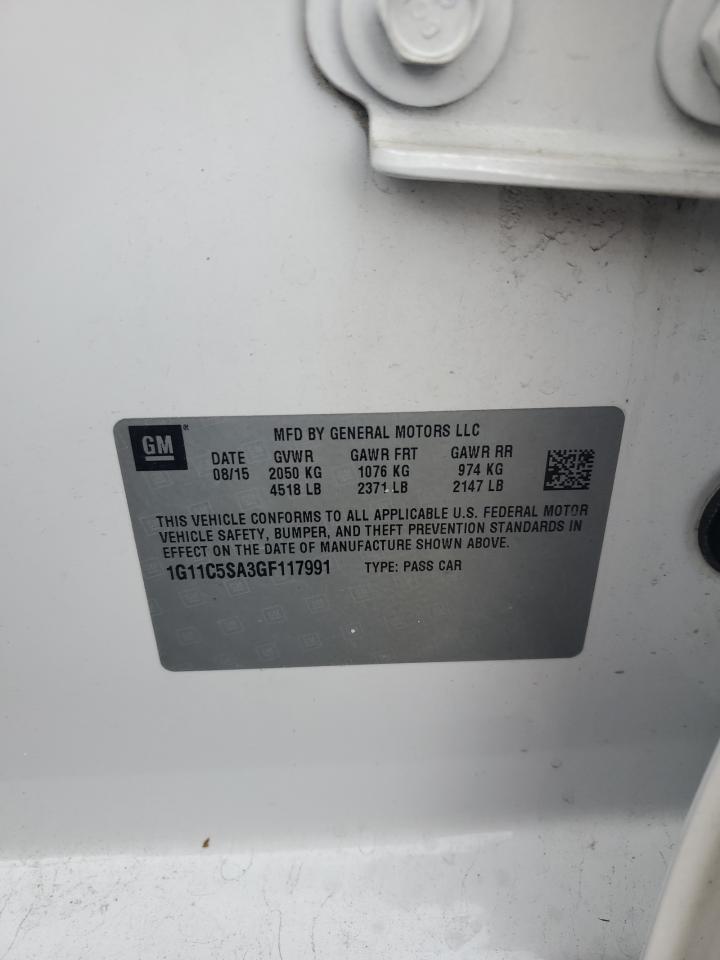 GM®
MFD BY GENERAL MOTORS LLC
DATE GVWR GAWR FRT GAWR RR
08/15 2050 KG 1076 KG 974 KG
4518 LB 2371 LB 2147 LB
THIS VEHICLE CONFORMS TO ALL APPLICABLE U.S. FEDERAL MOTOR
VEHICLE SAFETY, BUMPER, AND THEFT PREVENTION STANDARDS IN
EFFECT ON THE DATE OF MANUFACTURE SHOWN ABOVE.
1G11C5SA3GF117991 TYPE: PASS CAR